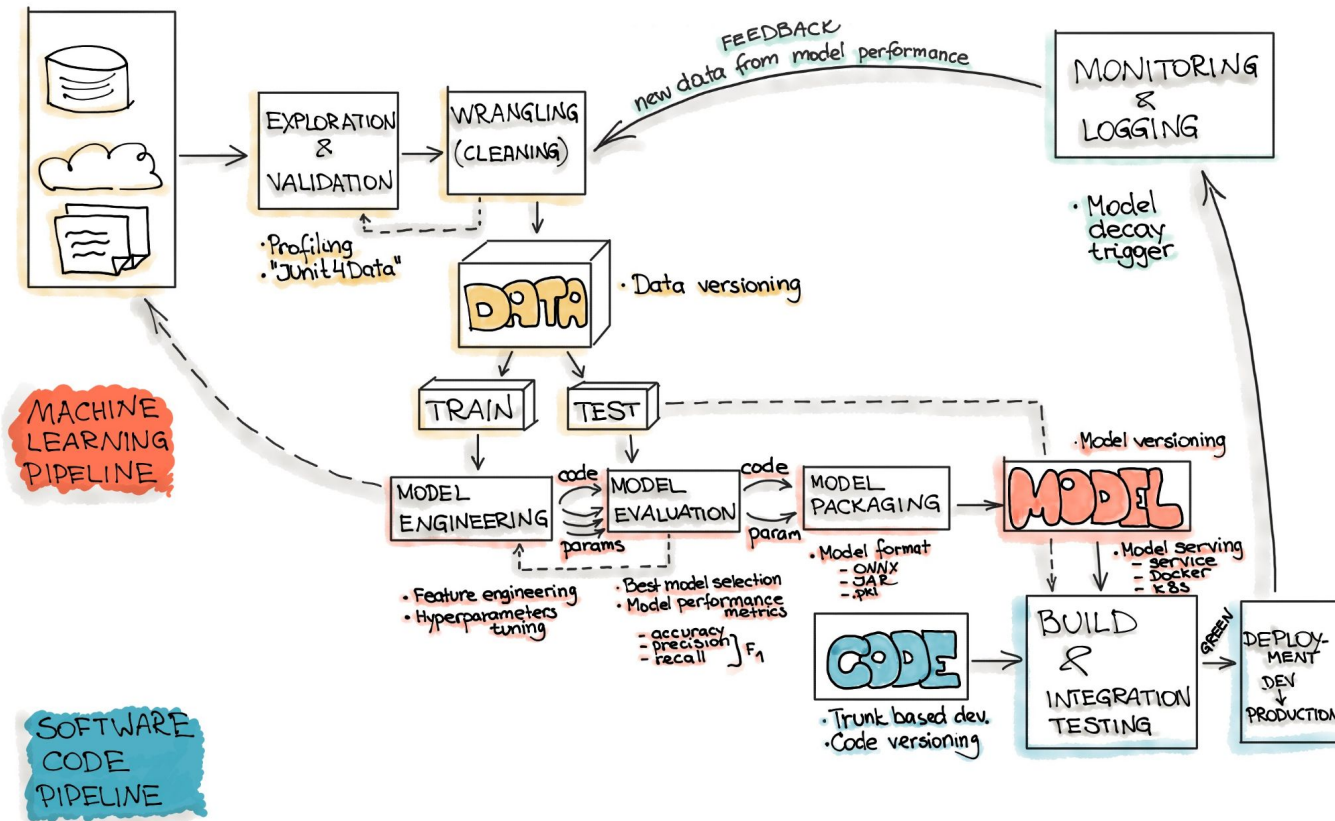 EXPLORATION
&
VALIDATION
• Profiling
• "JUnit4Data"
WRANGLING
(CLEANING)
FEEDBACK
new data from model performance
MONITORING
&
LOGGING
• Model
decay
trigger
DATA
• Data versioning
TRAIN
TEST
MACHINE
LEARNING
PIPELINE
MODEL
ENGINEERING
code
params
• Feature engineering
• Hyperparameters
tuning
MODEL
EVALUATION
code
param
• Best model selection
• Model performance
metrics
- accuracy
- precision
- recall
F1
MODEL
PACKAGING
• Model format
- ONNX
- JAR
- .pkl
• Model versioning
MODEL
• Model serving
- service
- Docker
- K8S
CODE
• Trunk based dev.
• Code versioning
BUILD
&
INTEGRATION
TESTING
GREEN
DEPLOY-
MENT
DEV
PRODUCTION
SOFTWARE
CODE
PIPELINE